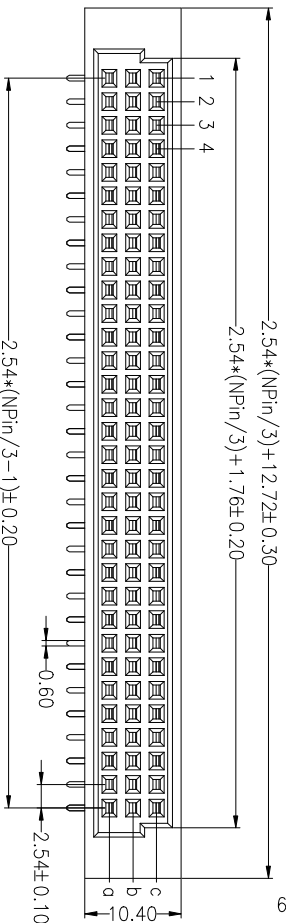 2.54*(NPin/3)+12.72±0.30
2.54*(NPin/3)+1.76±0.20
1
2
3
4
a
b
c
10.40
0.60
2.54±0.10
2.54*(NPin/3-1)±0.20
6